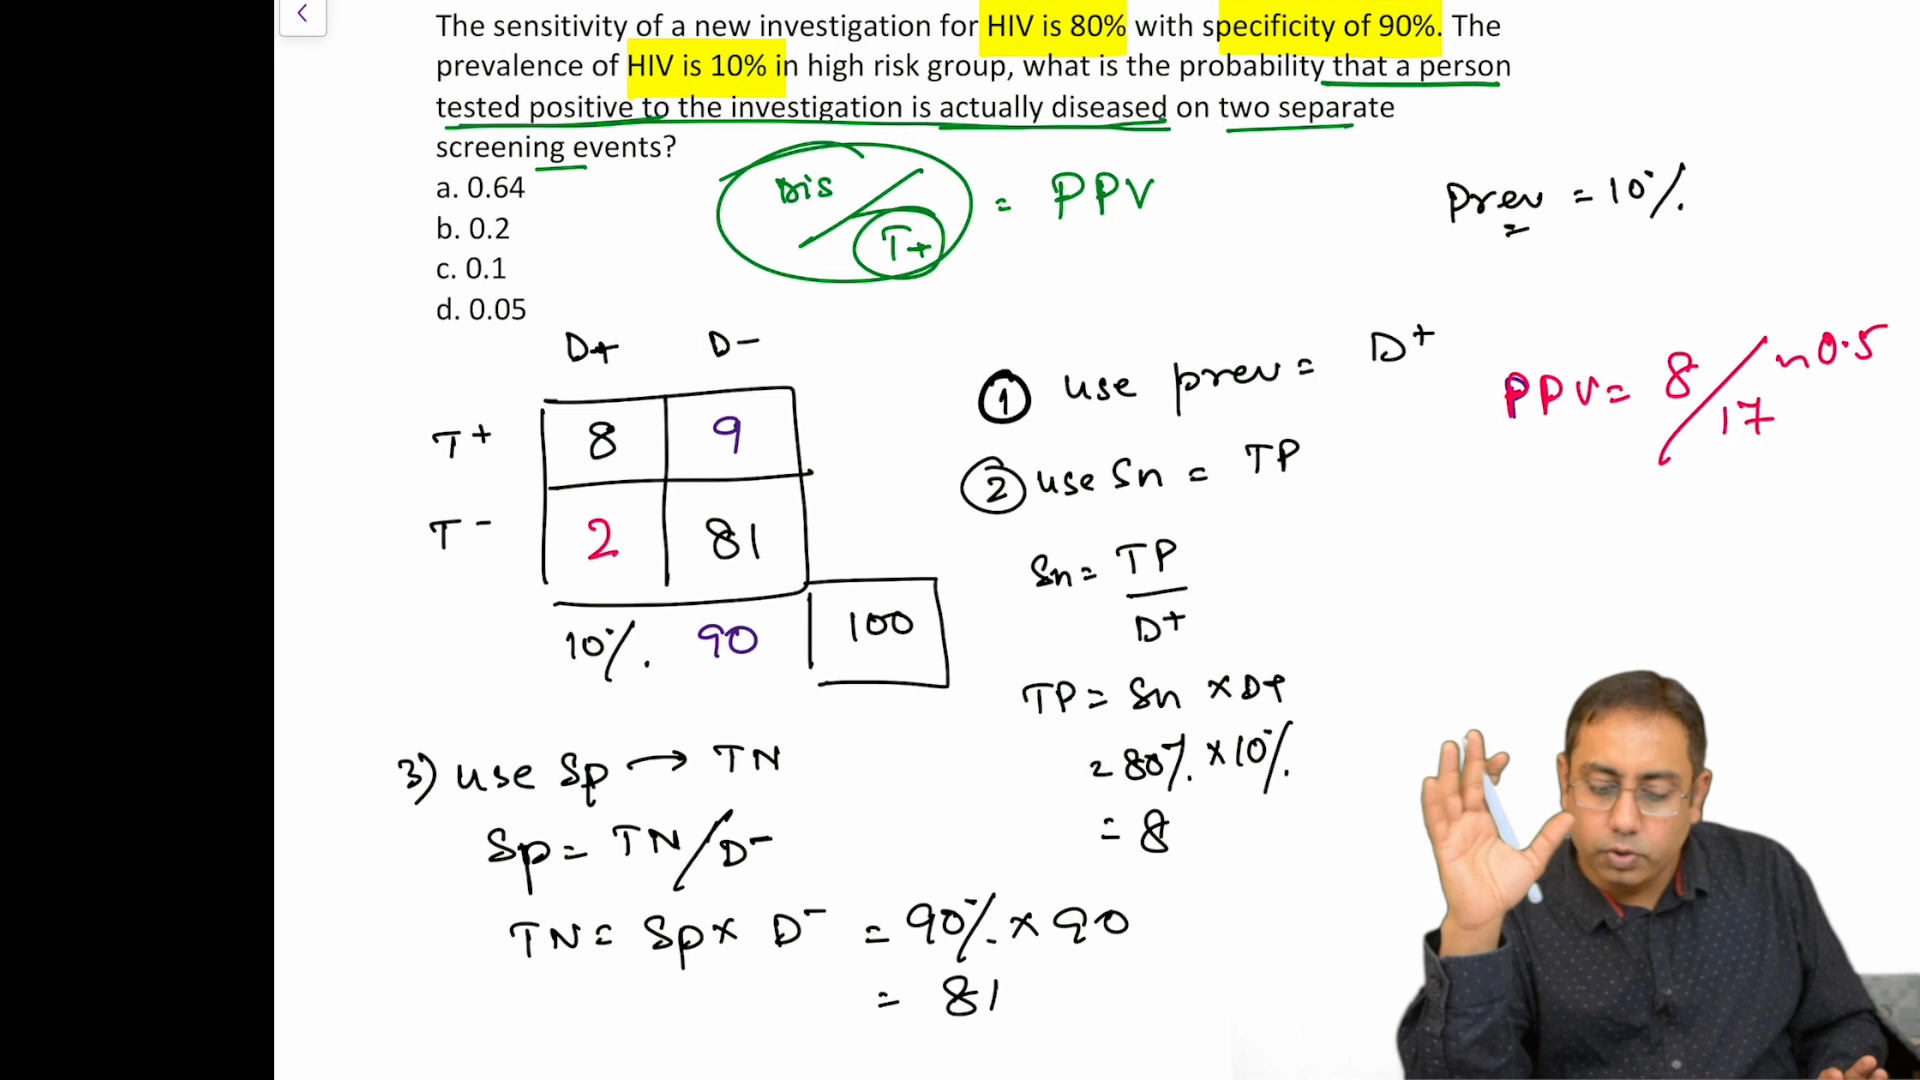 The sensitivity of a new investigation for HIV is 80% with specificity of 90%. The
prevalence of HIV is 10% in high risk group, what is the probability that a person
tested positive to the investigation is actually diseased on two separate
screening events?
a. 0.64
b. 0.2
c. 0.1
d. 0.05
Dis / T+ = PPV
Prev = 10%
D+ D-
T+ 8 9
T- 2 81
10% 90 100
1 use prev = D+
2 use Sn = TP
Sn = TP
D+
TP = Sn x D+
= 80% x 10%
= 8
PPV = 8 / 17 ~ 0.5
3) use Sp → TN
Sp = TN / D-
TN = Sp x D- = 90% x 90
= 81